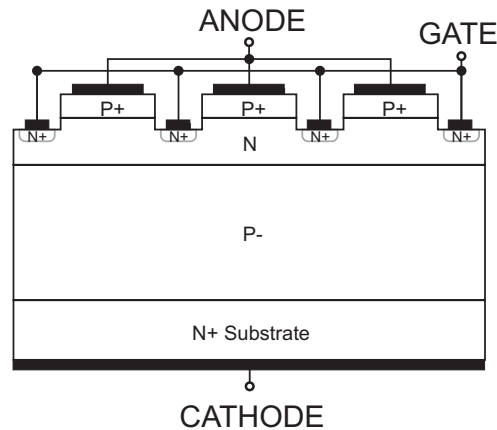 ANODE
GATE
P+ P+ P+
N+ N+ N+ N+
N
P-
N+ Substrate
CATHODE